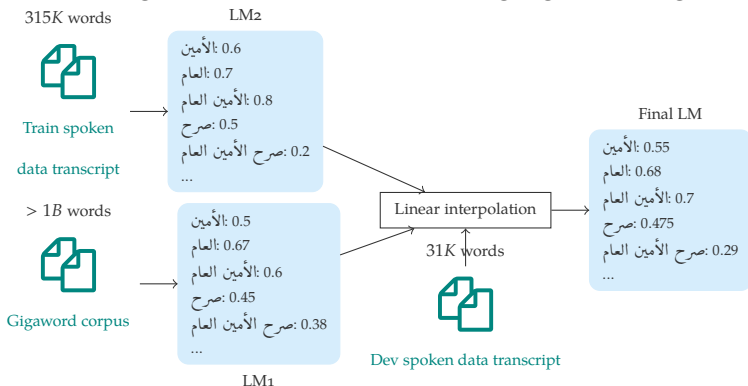 315K words
LM2
الأمين: 0.6
العام: 0.7
الأمين العام: 0.8
صرح: 0.5
صرح الأمين العام: 0.2
...
Train spoken
data transcript
> 1B words
الأمين: 0.5
العام: 0.67
الأمين العام: 0.6
صرح: 0.45
صرح الأمين العام: 0.38
...
Gigaword corpus
LM1
Linear interpolation
31K words
Dev spoken data transcript
Final LM
الأمين: 0.55
العام: 0.68
الأمين العام: 0.7
صرح: 0.475
صرح الأمين العام: 0.29
...